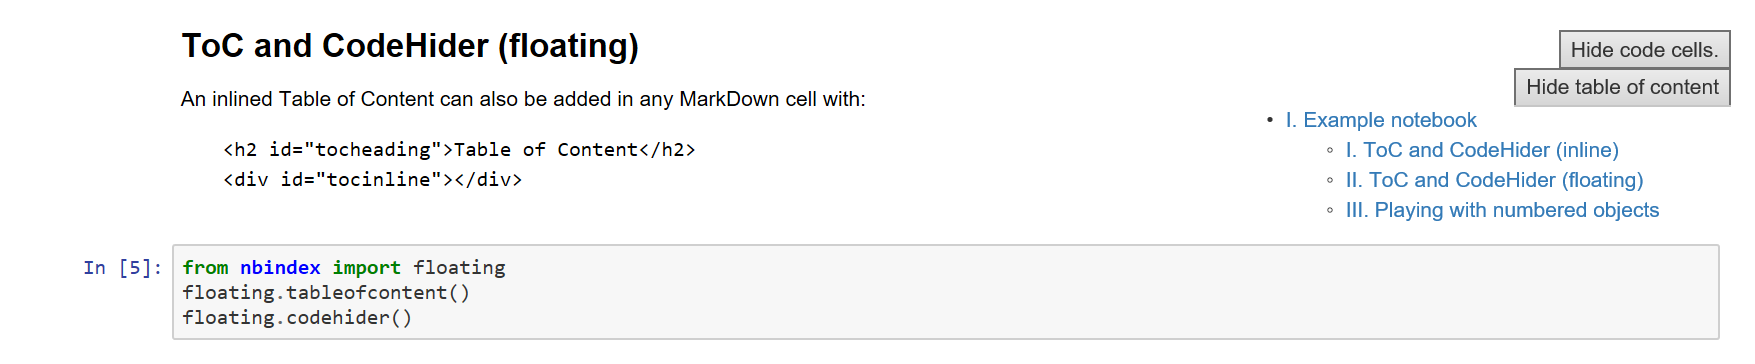 ToC and CodeHider (floating)
Hide code cells.
Hide table of content
An inlined Table of Content can also be added in any MarkDown cell with:
<h2 id="tocheading">Table of Content</h2>
<div id="tocinline"></div>
• I. Example notebook
◦ I. ToC and CodeHider (inline)
◦ II. ToC and CodeHider (floating)
◦ III. Playing with numbered objects
In [5]:
from nbindex import floating
floating.tableofcontent()
floating.codehider()